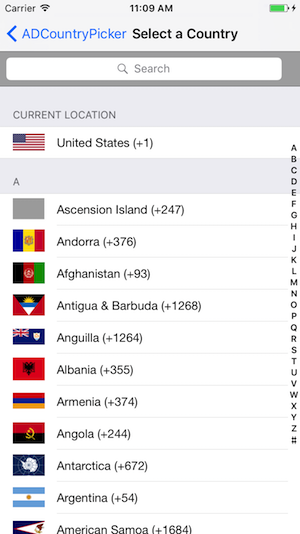 Carrier 11:09 AM
ADCountryPicker Select a Country
Search
CURRENT LOCATION
United States (+1)
A
Ascension Island (+247)
Andorra (+376)
Afghanistan (+93)
Antigua & Barbuda (+1268)
Anguilla (+1264)
Albania (+355)
Armenia (+374)
Angola (+244)
Antarctica (+672)
Argentina (+54)
American Samoa (+1684)
A
B
C
D
E
F
G
H
I
J
K
L
M
N
O
P
Q
R
S
T
U
V
W
X
Y
Z
#